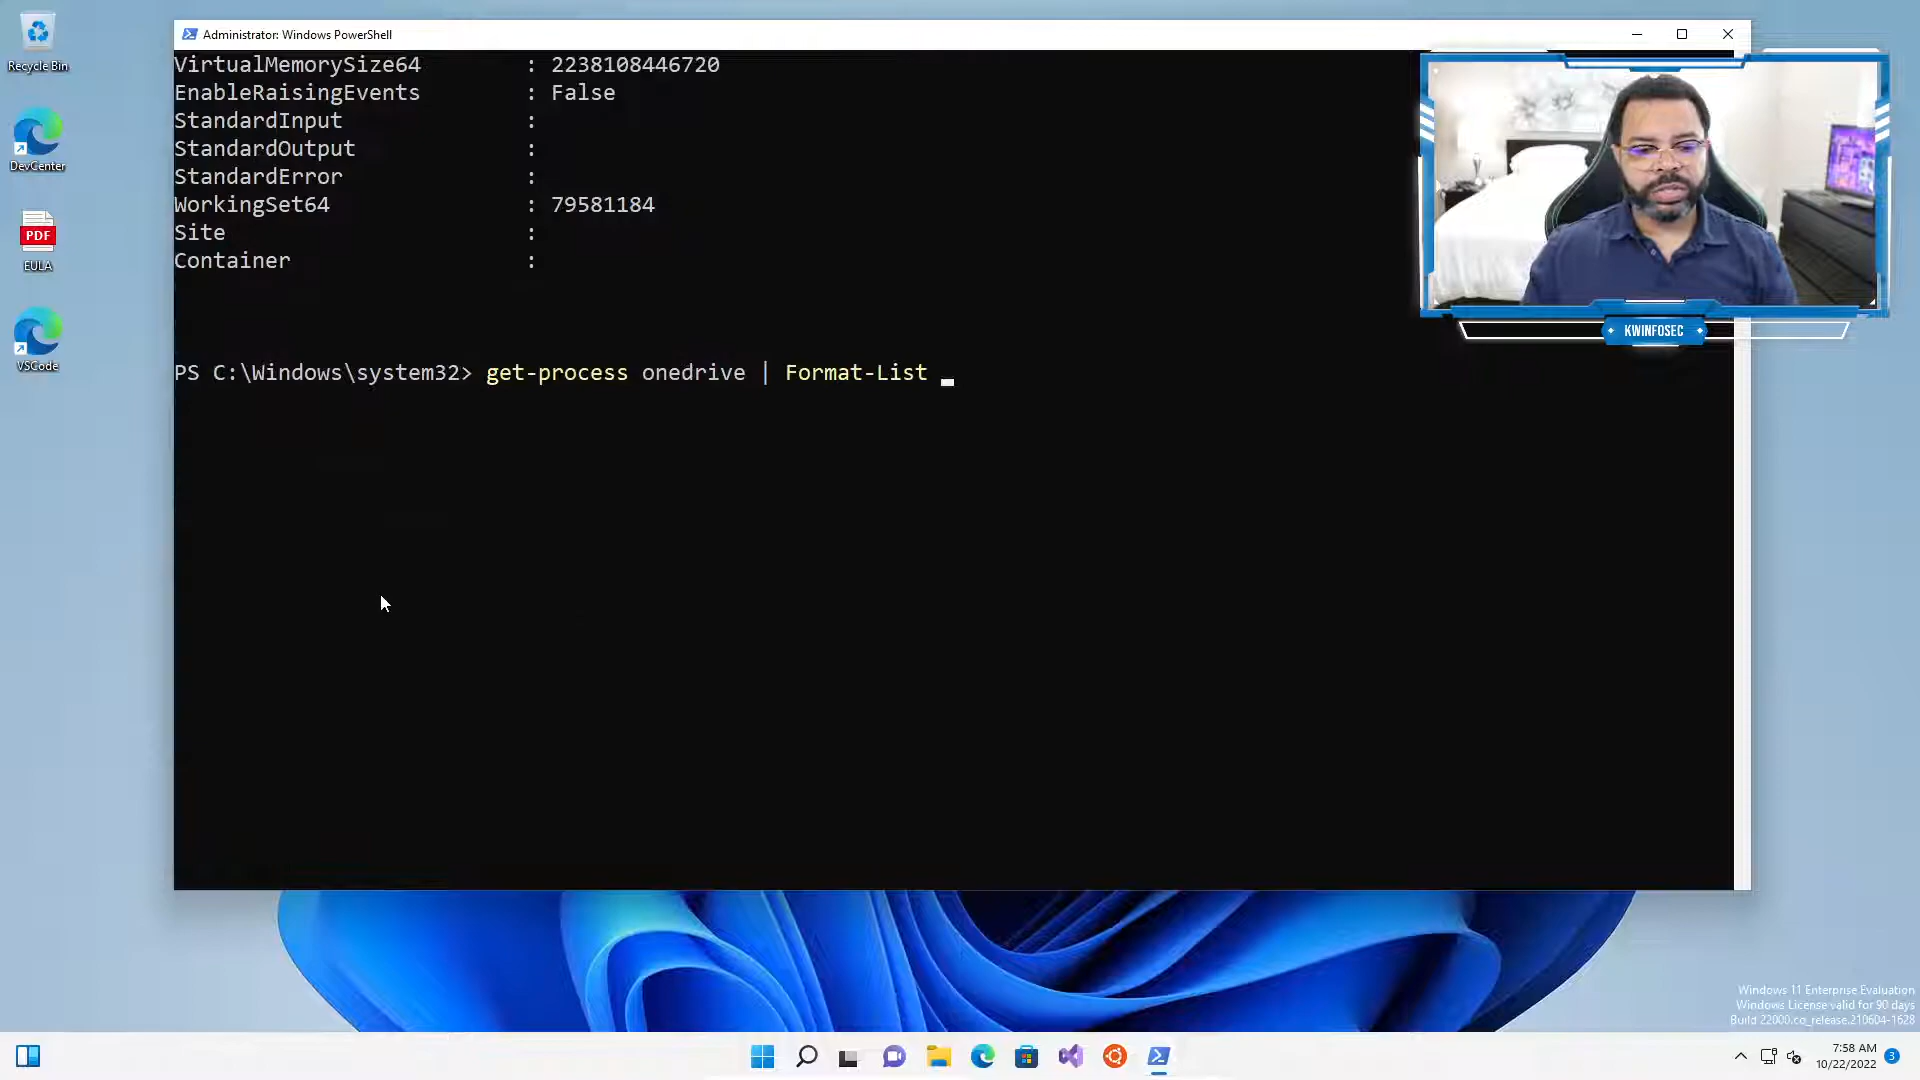 Recycle Bin
DevCenter
PDF
EULA
VSCode
Administrator: Windows PowerShell
VirtualMemorySize64 : 2238108446720
EnableRaisingEvents : False
StandardInput :
StandardOutput :
StandardError :
WorkingSet64 : 79581184
Site :
Container :
PS C:\Windows\system32> get-process onedrive | Format-List
KWINFOSEC
Windows 11 Enterprise Evaluation
Windows License valid for 90 days
Build 22000.co_release.210604-1628
7:58 AM
10/22/2022
3